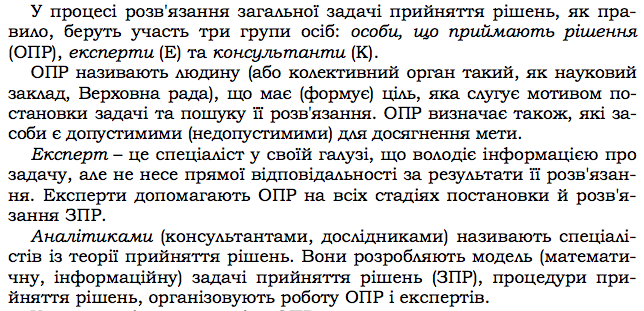 У процесі розв'язання загальної задачі прийняття рішень, як пра-
вило, беруть участь три групи осіб: особи, що приймають рішення
(ОПР), експерти (Е) та консультанти (К).
ОПР називають людину (або колективний орган такий, як науковий
заклад, Верховна рада), що має (формує) ціль, яка слугує мотивом по-
становки задачі та пошуку її розв'язання. ОПР визначає також, які за-
соби є допустимими (недопустимими) для досягнення мети.
Експерт – це спеціаліст у своїй галузі, що володіє інформацією про
задачу, але не несе прямої відповідальності за результати її розв'язан-
ня. Експерти допомагають ОПР на всіх стадіях постановки й розв'я-
зання ЗПР.
Аналітиками (консультантами, дослідниками) називають спеціалі-
стів із теорії прийняття рішень. Вони розробляють модель (математи-
чну, інформаційну) задачі прийняття рішень (ЗПР), процедури при-
йняття рішень, організовують роботу ОПР і експертів.